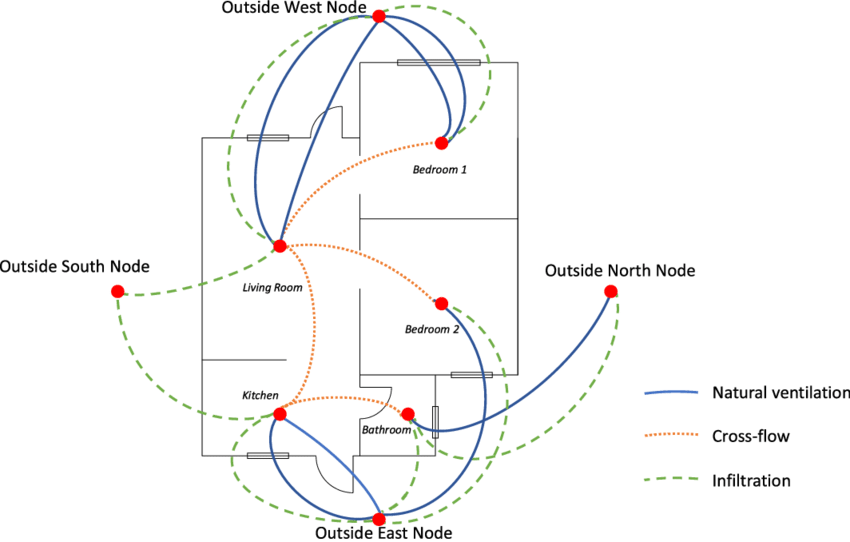 Outside West Node
Bedroom 1
Outside South Node
Outside North Node
Living Room
Bedroom 2
Natural ventilation
Kitchen
Bathroom
Cross-flow
Infiltration
Outside East Node